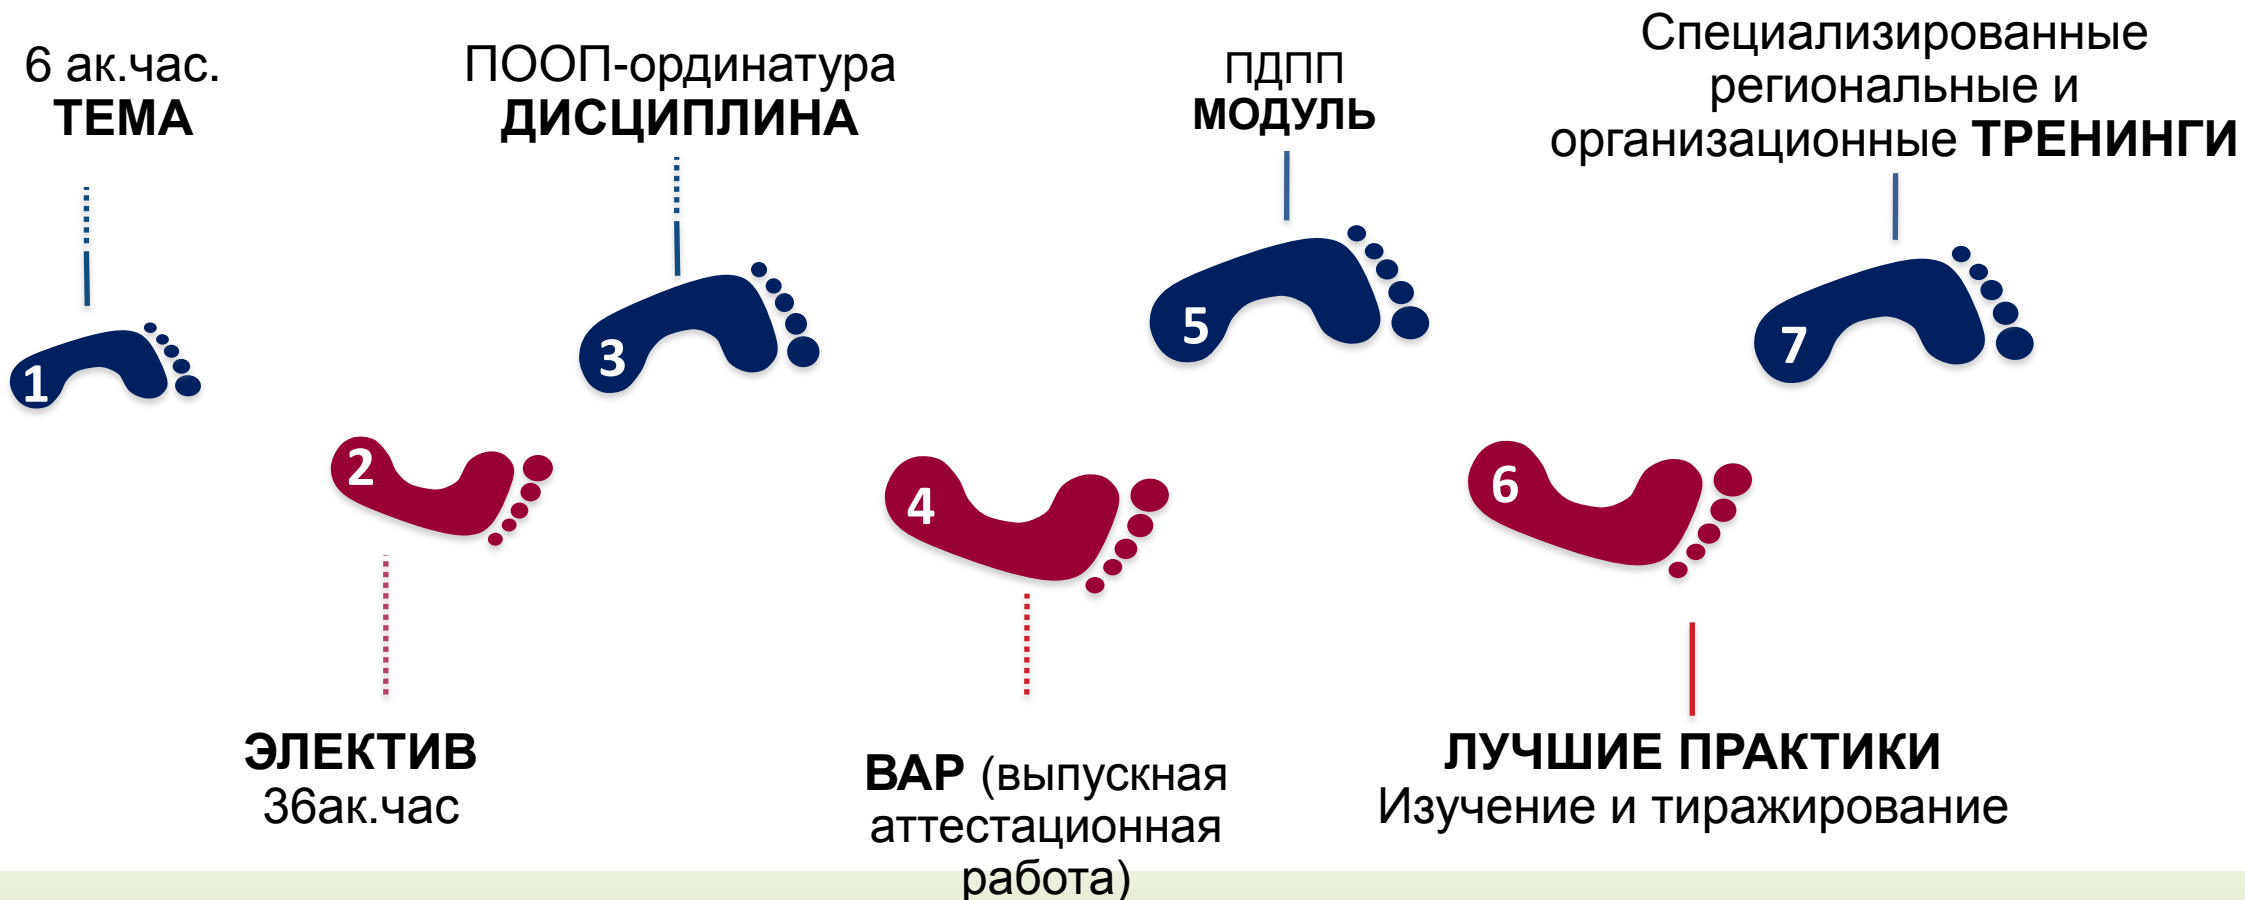 6 ак.час.
ТЕМА
ПООП-ординатура
ДИСЦИПЛИНА
ПДПП
МОДУЛЬ
Специализированные
региональные и
организационные ТРЕНИНГИ
1
3
5
7
2
4
6
ЭЛЕКТИВ
36ак.час
ВАР (выпускная
аттестационная
работа)
ЛУЧШИЕ ПРАКТИКИ
Изучение и тиражирование